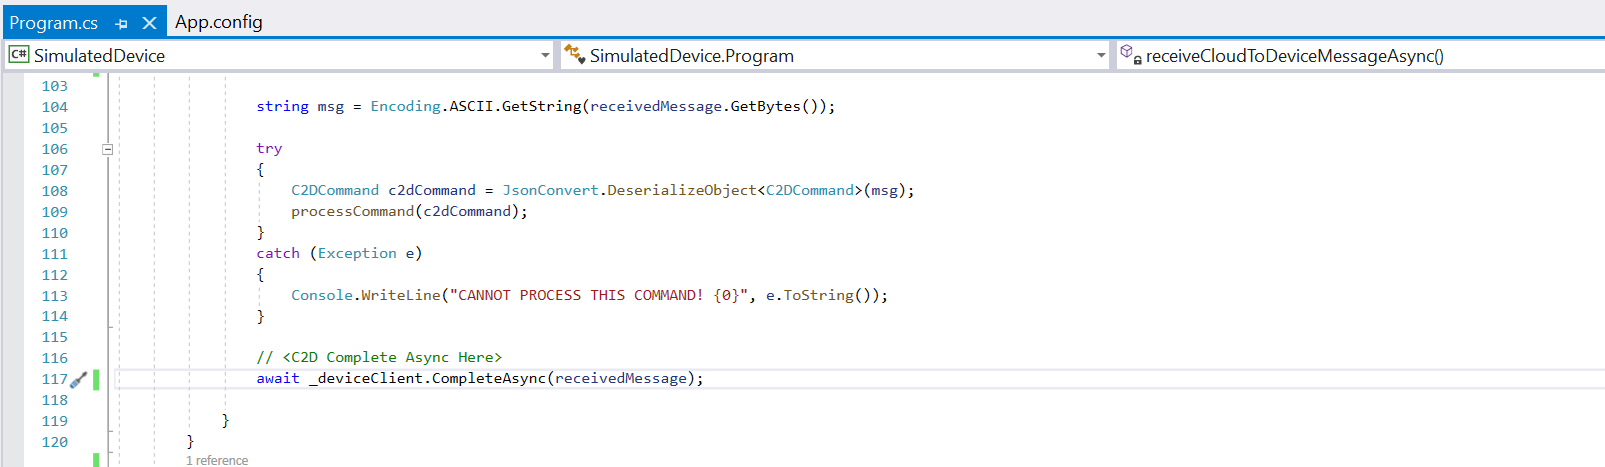 Program.cs App.config
C# SimulatedDevice SimulatedDevice.Program receiveCloudToDeviceMessageAsync()
103
104 string msg = Encoding.ASCII.GetString(receivedMessage.GetBytes());
105
106 try
107 {
108 C2DCommand c2dCommand = JsonConvert.DeserializeObject<C2DCommand>(msg);
109 processCommand(c2dCommand);
110 }
111 catch (Exception e)
112 {
113 Console.WriteLine("CANNOT PROCESS THIS COMMAND! {0}", e.ToString());
114 }
115
116 // <C2D Complete Async Here>
117 await _deviceClient.CompleteAsync(receivedMessage);
118
119 }
120 }
1 reference